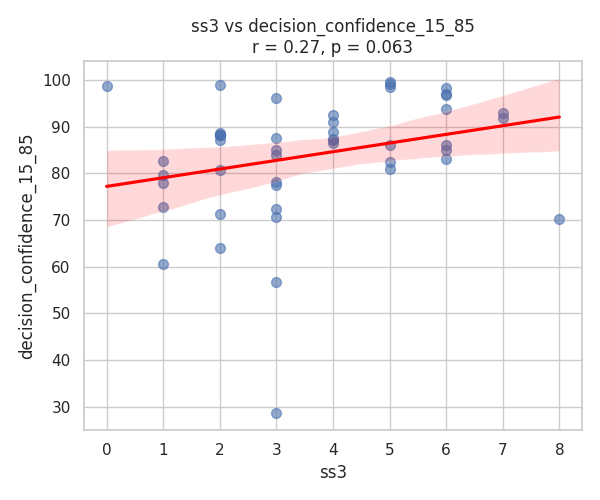 ss3 vs decision_confidence_15_85
r = 0.27, p = 0.063
decision_confidence_15_85
100
90
80
70
60
50
40
30
0 1 2 3 4 5 6 7 8
ss3